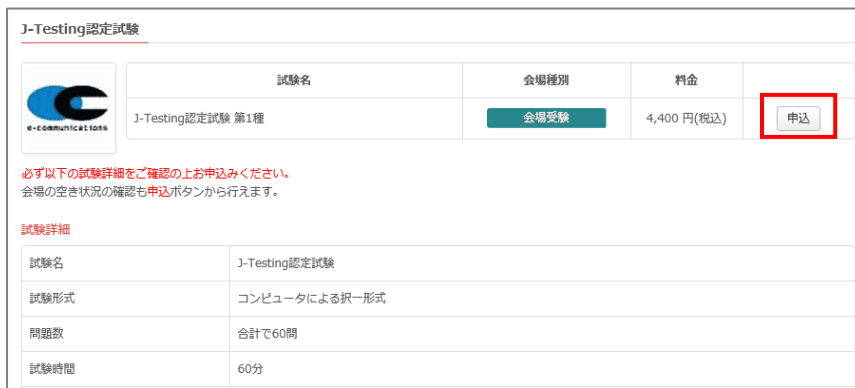 J-Testing認定試験
試験名 会場種別 料金
e-communications
J-Testing認定試験 第1種 会場受験 4,400 円(税込) 申込
必ず以下の試験詳細をご確認の上お申込みください。
会場の空き状況の確認も申込ボタンから行えます。
試験詳細
試験名 J-Testing認定試験
試験形式 コンピュータによる択一形式
問題数 合計で60問
試験時間 60分